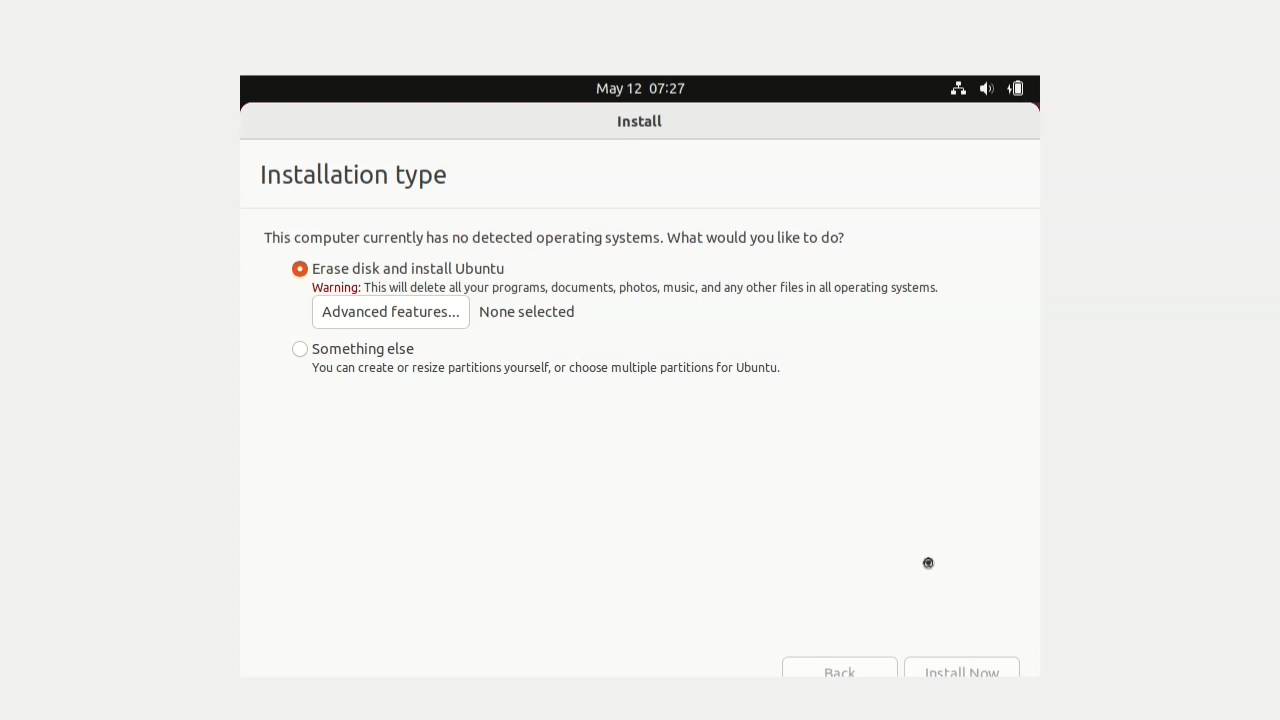 May 12 07:27
Install
Installation type
This computer currently has no detected operating systems. What would you like to do?
Erase disk and install Ubuntu
Warning: This will delete all your programs, documents, photos, music, and any other files in all operating systems.
Advanced features... None selected
Something else
You can create or resize partitions yourself, or choose multiple partitions for Ubuntu.
Back Install Now